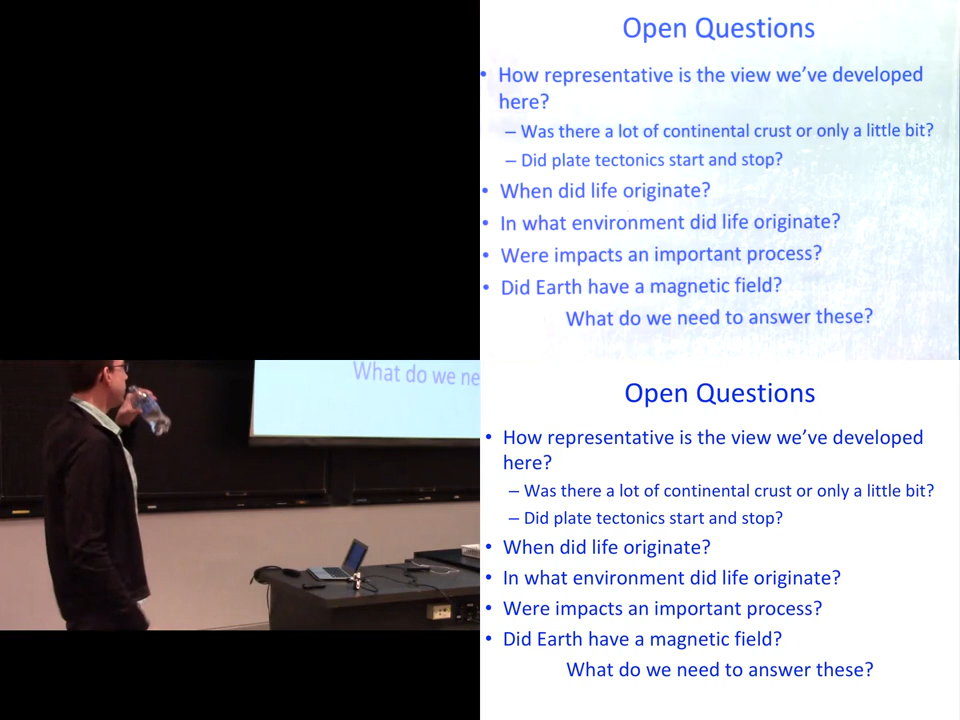 Open Questions
• How representative is the view we've developed
here?
– Was there a lot of continental crust or only a little bit?
– Did plate tectonics start and stop?
• When did life originate?
• In what environment did life originate?
• Were impacts an important process?
• Did Earth have a magnetic field?
What do we need to answer these?
What do we ne
Open Questions
• How representative is the view we've developed
here?
– Was there a lot of continental crust or only a little bit?
– Did plate tectonics start and stop?
• When did life originate?
• In what environment did life originate?
• Were impacts an important process?
• Did Earth have a magnetic field?
What do we need to answer these?